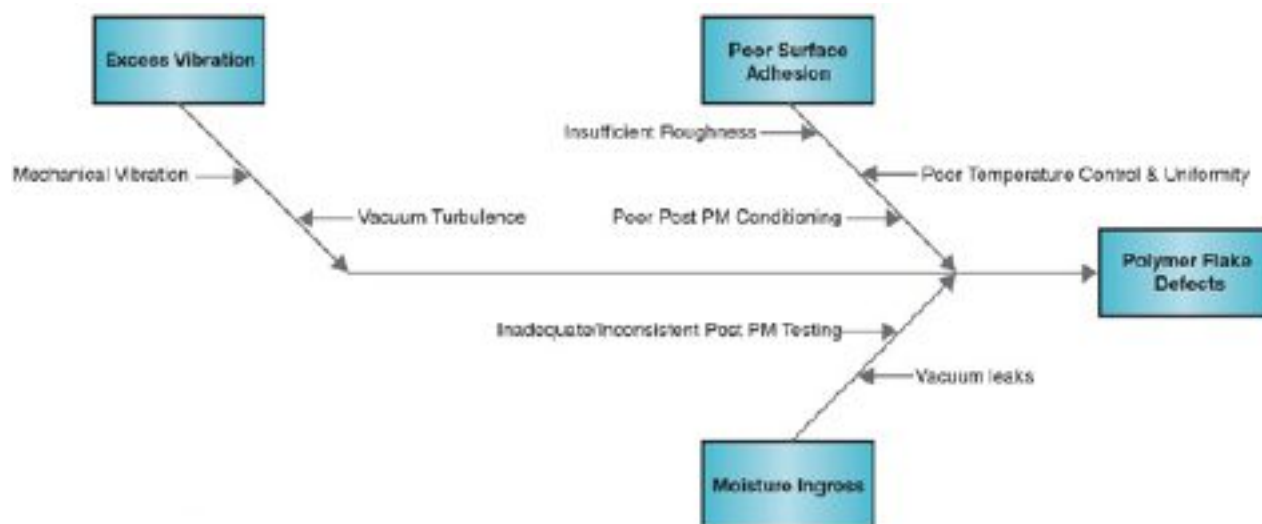 Excess Vibration
Poor Surface
Adhesion
Insufficient Roughness
Mechanical Vibration
Poor Temperature Control & Uniformity
Vacuum Turbulence
Poor Post PM Conditioning
Polymer Flake
Defects
Inadequate/Inconsistent Post PM Testing
Vacuum leaks
Moisture Ingress